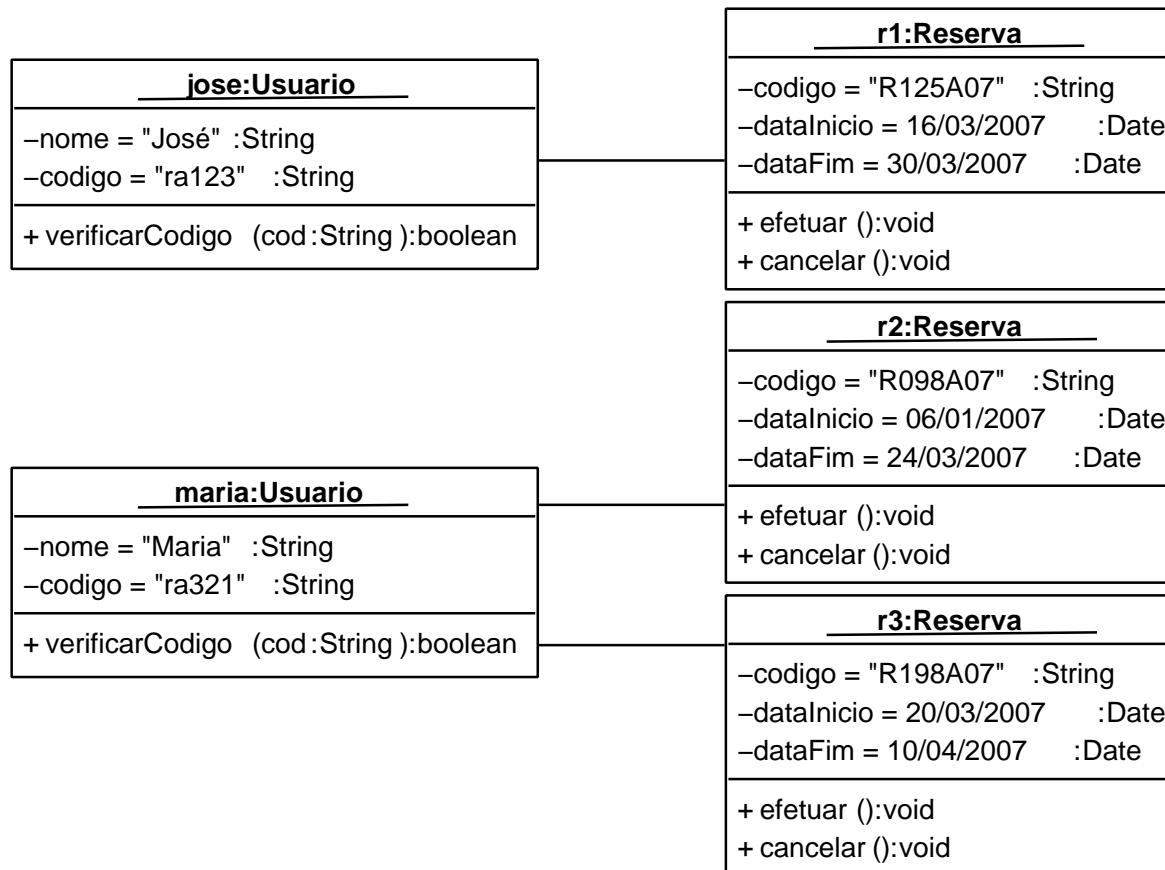 jose:Usuario
–nome = "José" :String
–codigo = "ra123" :String
+ verificarCodigo (cod:String ):boolean
r1:Reserva
–codigo = "R125A07" :String
–dataInicio = 16/03/2007 :Date
–dataFim = 30/03/2007 :Date
+ efetuar ():void
+ cancelar ():void
r2:Reserva
–codigo = "R098A07" :String
–dataInicio = 06/01/2007 :Date
–dataFim = 24/03/2007 :Date
+ efetuar ():void
+ cancelar ():void
maria:Usuario
–nome = "Maria" :String
–codigo = "ra321" :String
+ verificarCodigo (cod:String ):boolean
r3:Reserva
–codigo = "R198A07" :String
–dataInicio = 20/03/2007 :Date
–dataFim = 10/04/2007 :Date
+ efetuar ():void
+ cancelar ():void